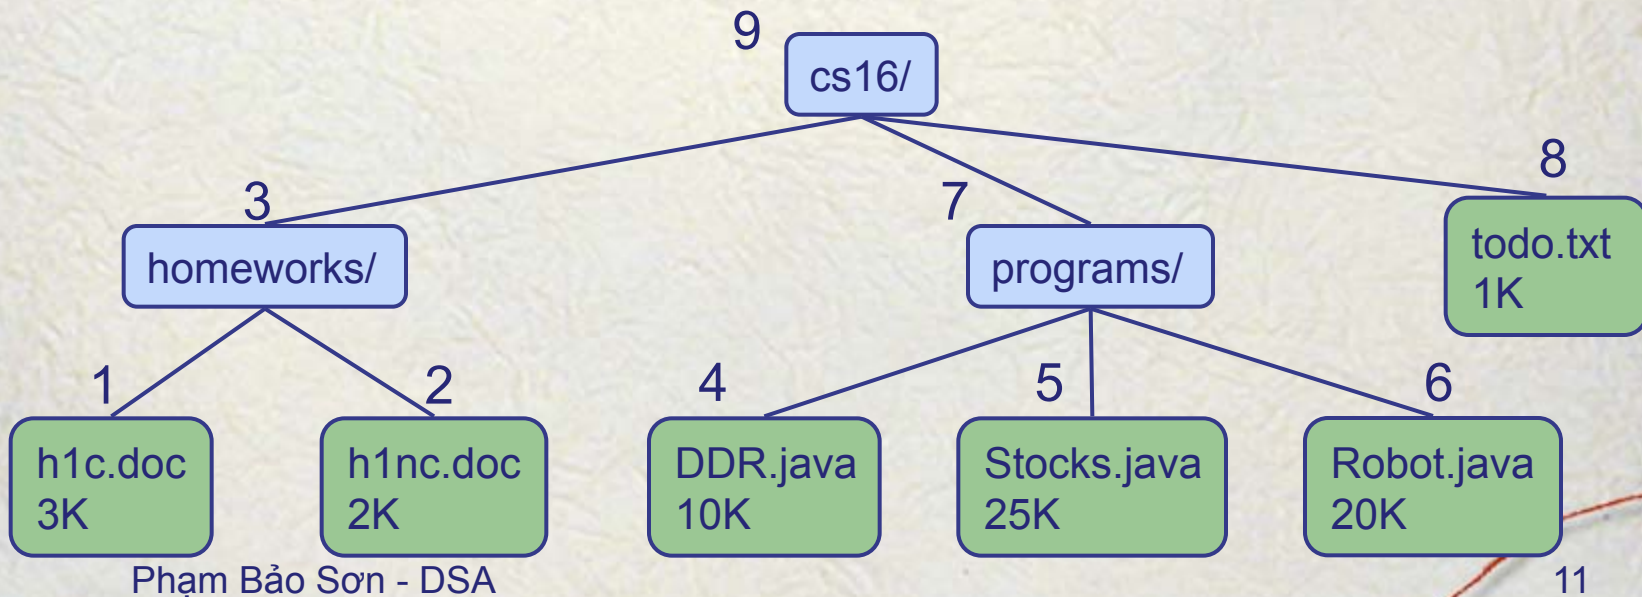 9
cs16/
8
3
7
todo.txt
1K
homeworks/
programs/
1
2
4
5
6
h1c.doc
3K
h1nc.doc
2K
DDR.java
10K
Stocks.java
25K
Robot.java
20K
Phạm Bảo Sơn - DSA
11